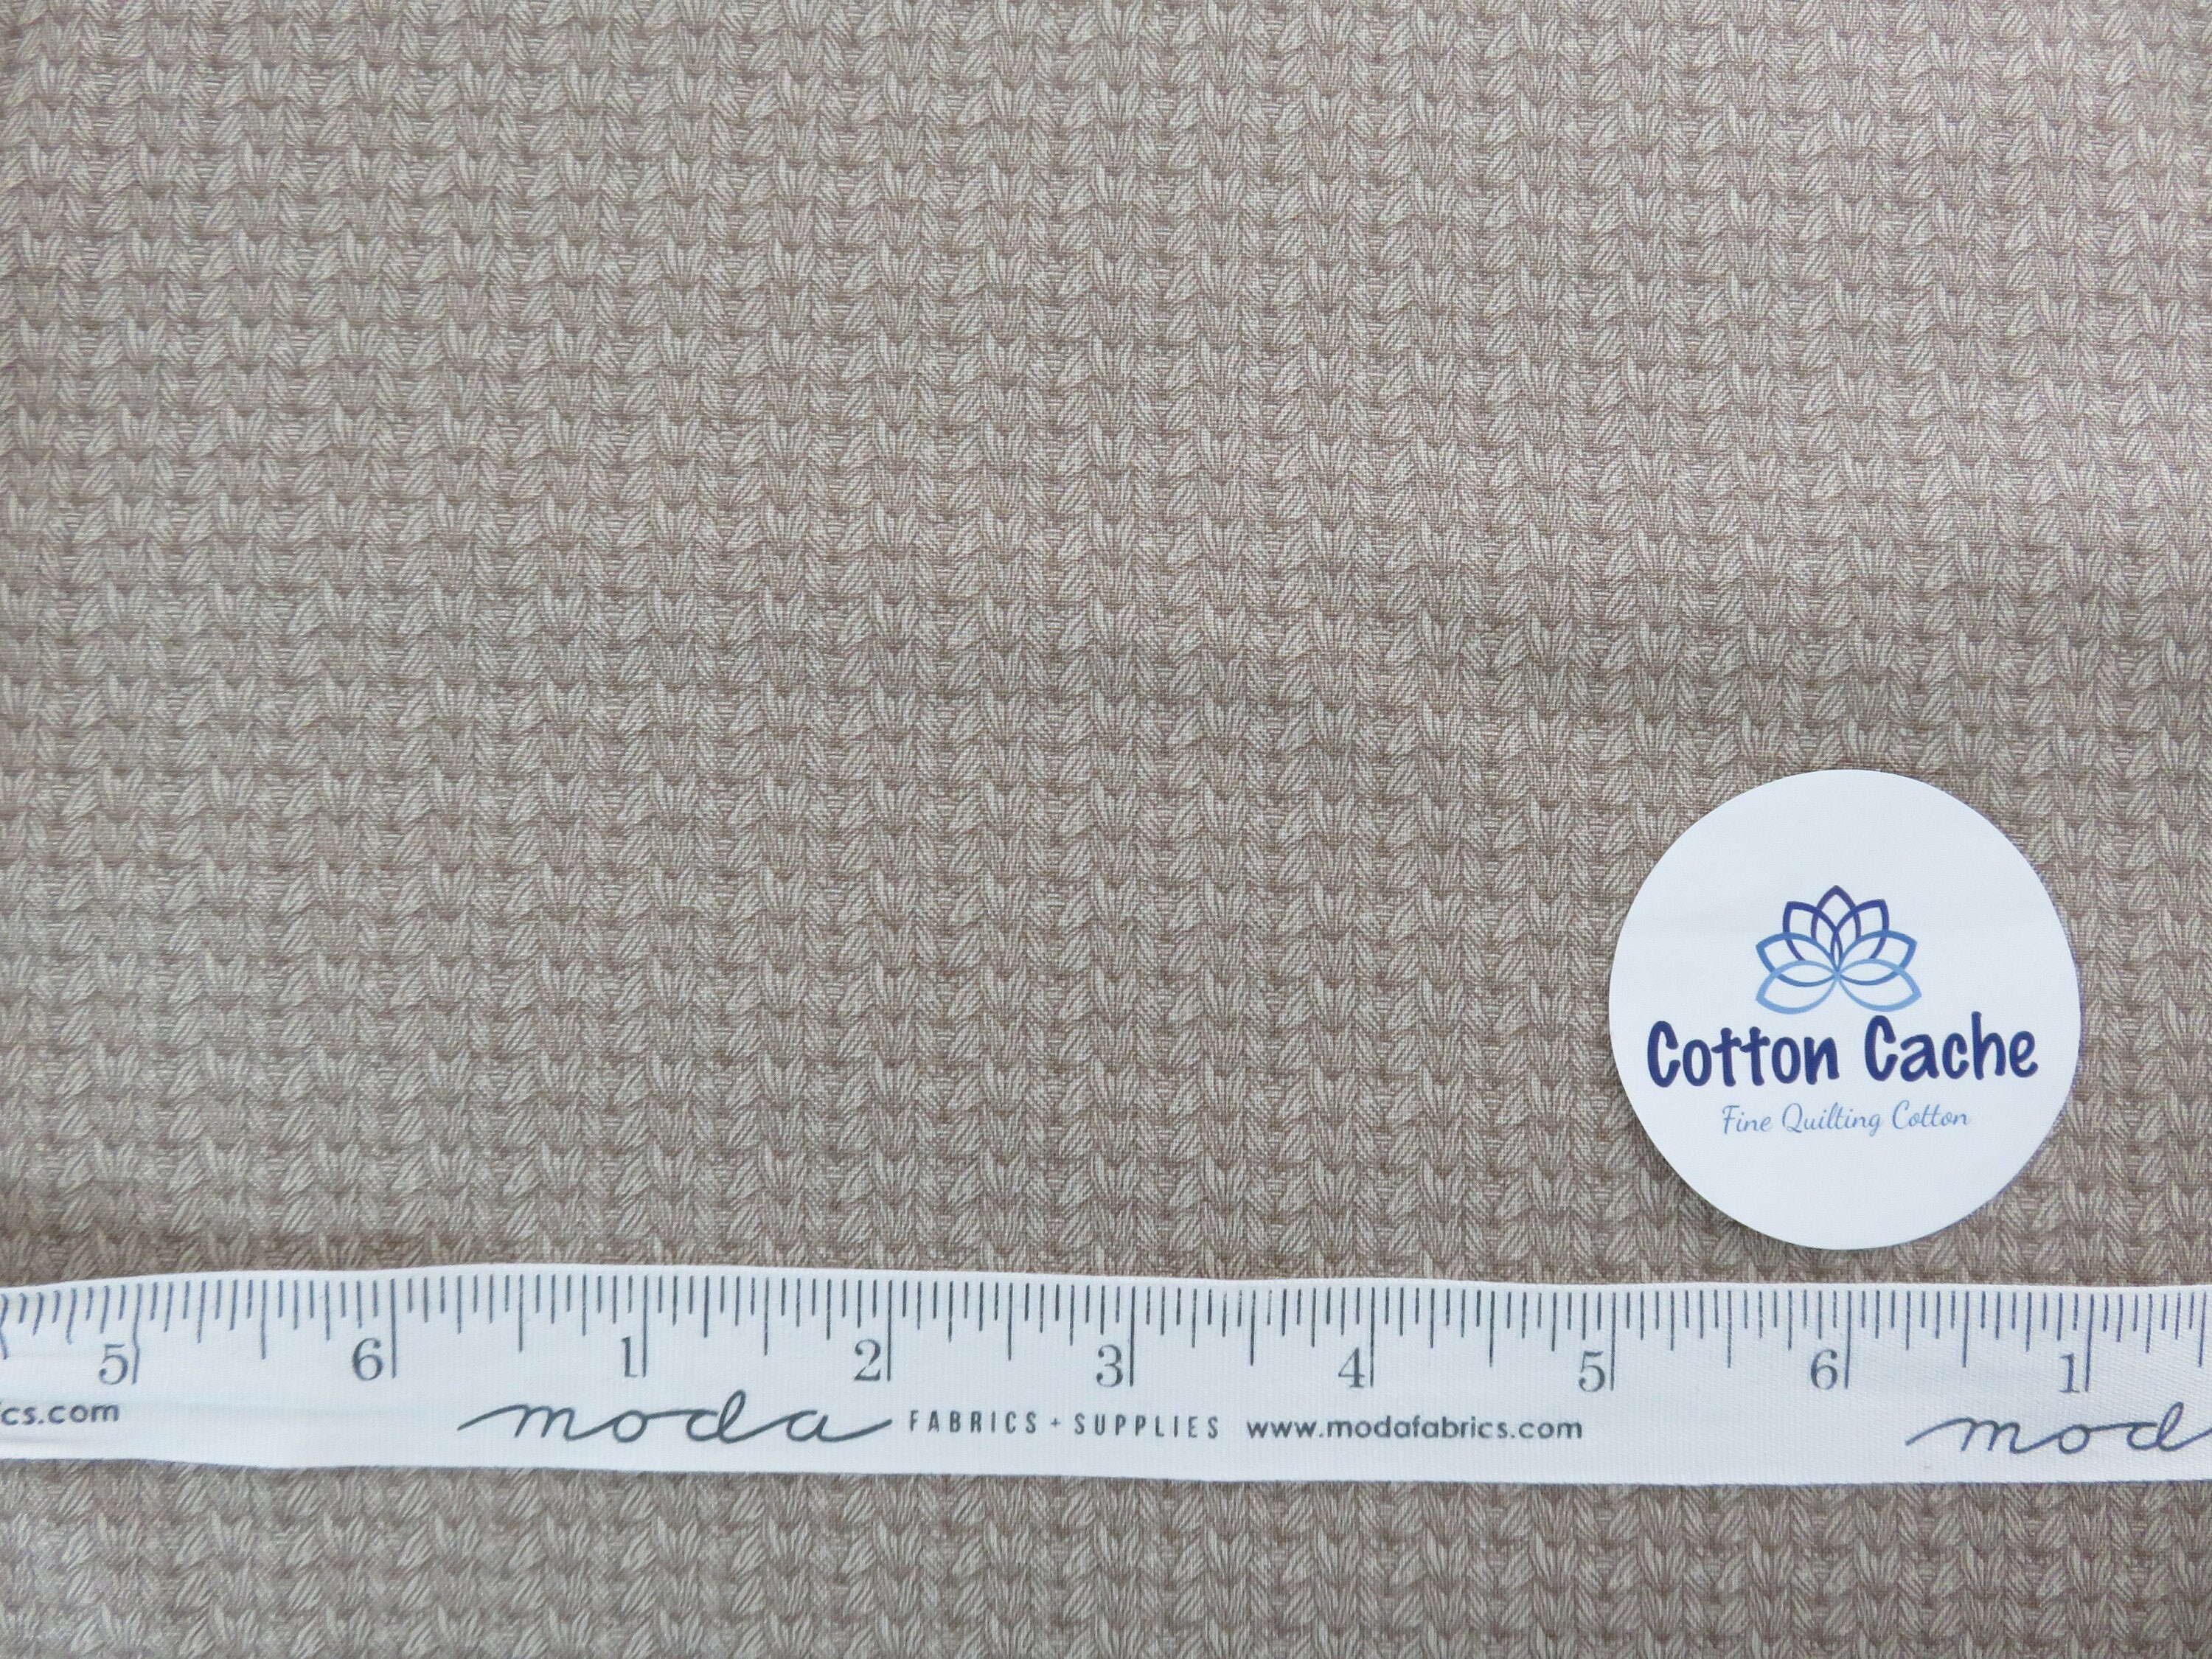 Cotton Cache
Fine Quilting Cotton
5 6 1 2 3 4 5 6 1
cs.com moda FABRICS + SUPPLIES www.modafabrics.com mod